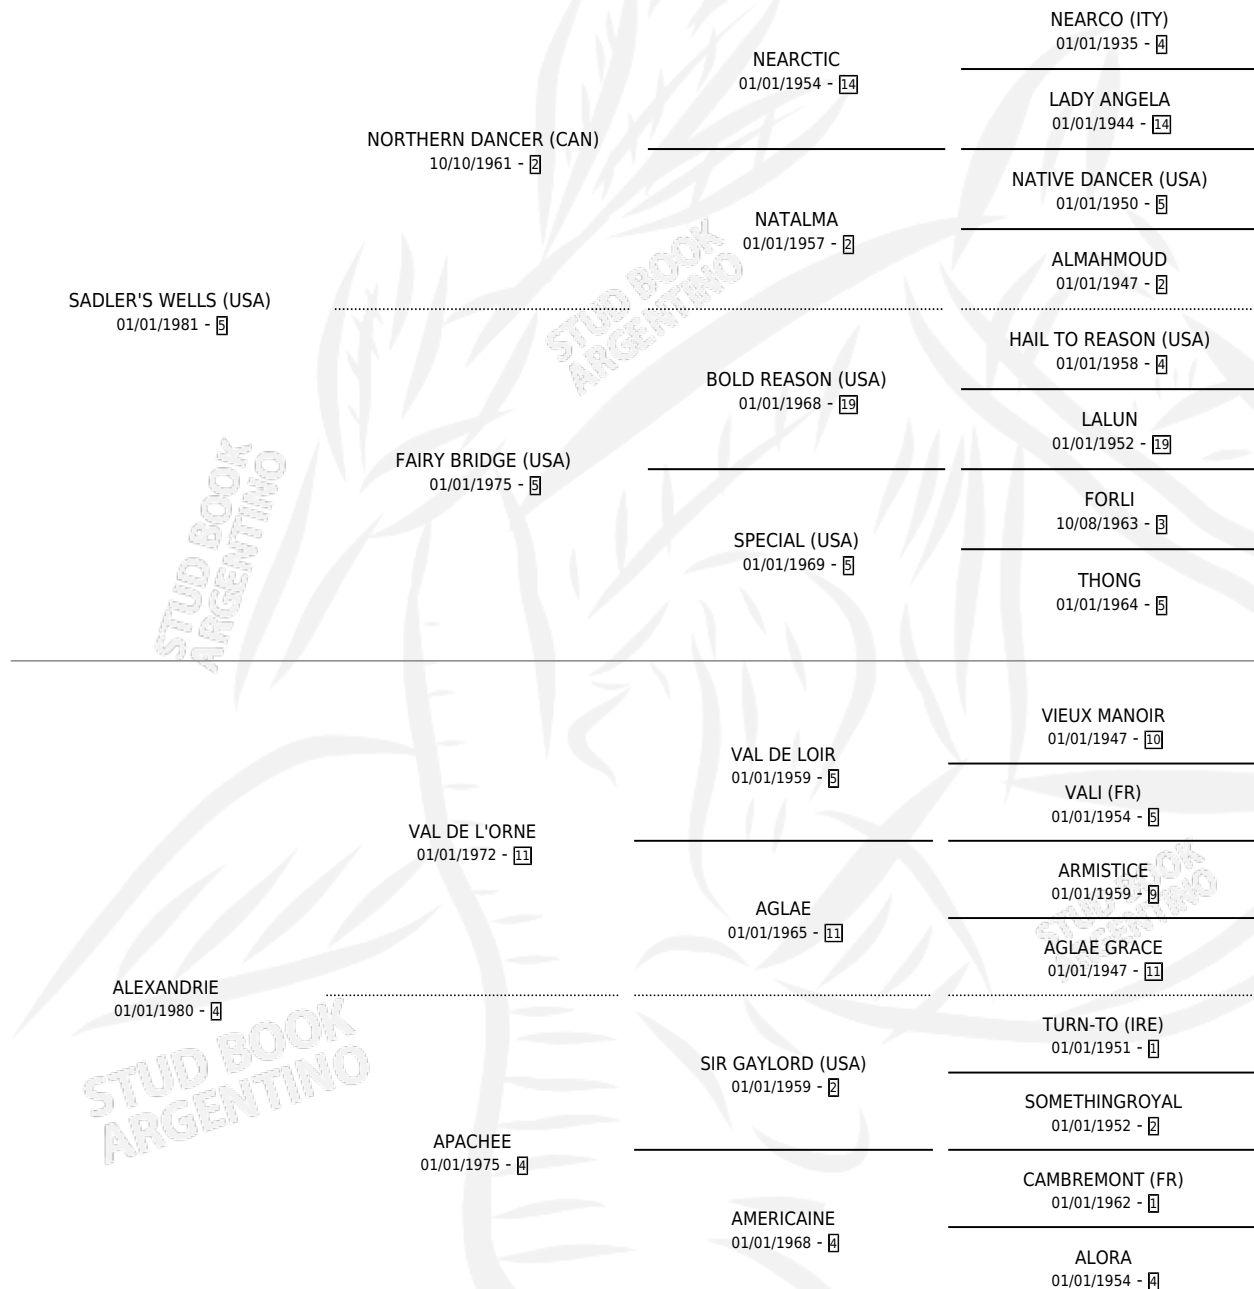 NEARCO (ITY)
01/01/1935 - 4
NEARCTIC
01/01/1954 - 14
LADY ANGELA
01/01/1944 - 14
NORTHERN DANCER (CAN)
10/10/1961 - 2
NATIVE DANCER (USA)
01/01/1950 - 5
NATALMA
01/01/1957 - 2
ALMAHMOUD
01/01/1947 - 2
SADLER'S WELLS (USA)
01/01/1981 - 5
STUD BOOK
ARGENTINO
HAIL TO REASON (USA)
01/01/1958 - 4
BOLD REASON (USA)
01/01/1968 - 19
LALUN
01/01/1952 - 19
FAIRY BRIDGE (USA)
01/01/1975 - 5
FORLI
10/08/1963 - 3
SPECIAL (USA)
01/01/1969 - 5
THONG
01/01/1964 - 5
STUD BOOK
ARGENTINO
VIEUX MANOIR
01/01/1947 - 10
VAL DE LOIR
01/01/1959 - 5
VALI (FR)
01/01/1954 - 5
VAL DE L'ORNE
01/01/1972 - 11
ARMISTICE
01/01/1959 - 9
AGLAE
01/01/1965 - 11
AGLAE GRACE
01/01/1947 - 11
STUD BOOK
ARGENTINO
ALEXANDRIE
01/01/1980 - 4
TURN-TO (IRE)
01/01/1951 - 1
SIR GAYLORD (USA)
01/01/1959 - 2
SOMETHINGROYAL
01/01/1952 - 2
STUD BOOK
ARGENTINO
APACHEE
01/01/1975 - 4
CAMBREMONT (FR)
01/01/1962 - 1
AMERICAINE
01/01/1968 - 4
ALORA
01/01/1954 - 4